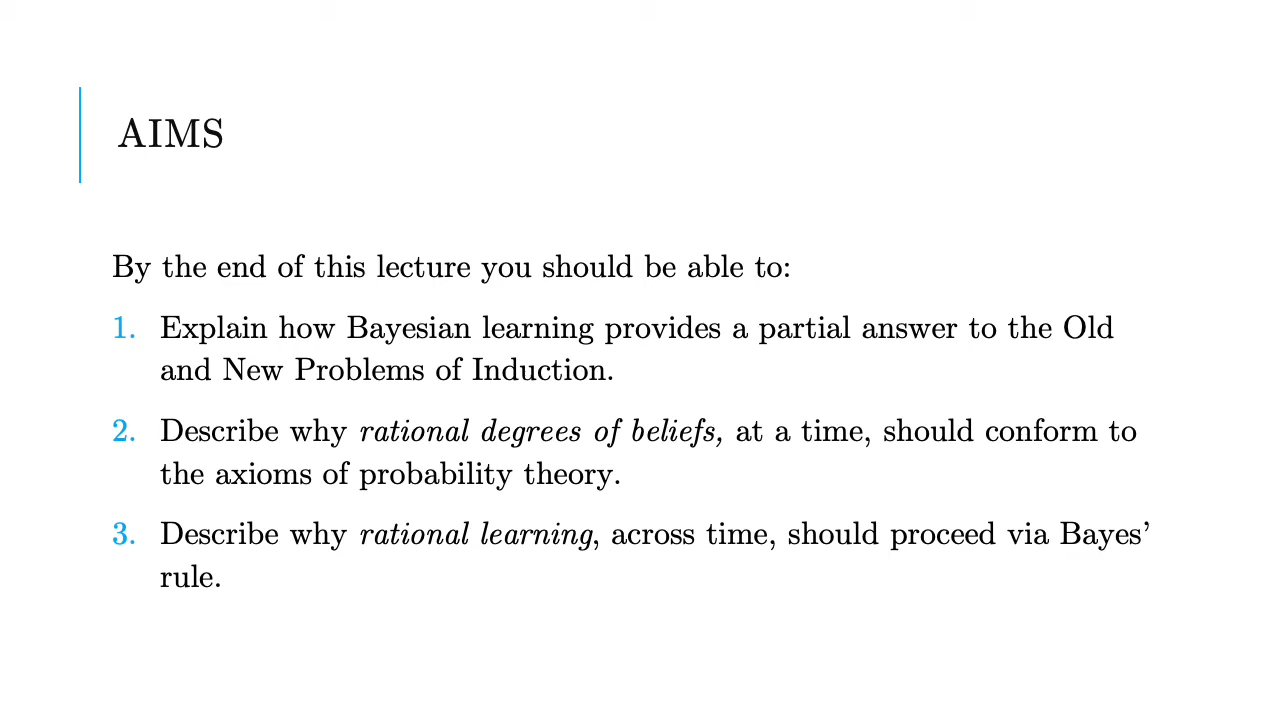 AIMS
By the end of this lecture you should be able to:
1. Explain how Bayesian learning provides a partial answer to the Old
and New Problems of Induction.
2. Describe why rational degrees of beliefs, at a time, should conform to
the axioms of probability theory.
3. Describe why rational learning, across time, should proceed via Bayes’
rule.